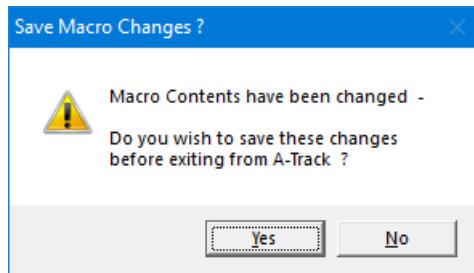 Save Macro Changes ?
Macro Contents have been changed -
Do you wish to save these changes
before exiting from A-Track ?
Yes
No